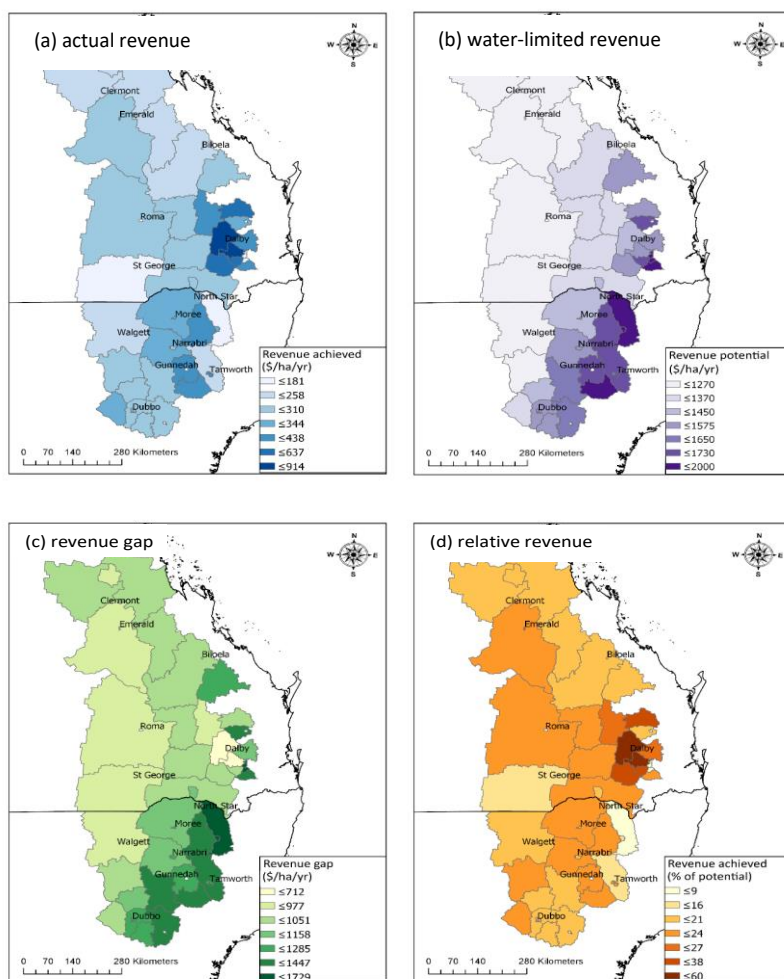 (a) actual revenue
N
W E
S
Clermont
Emerald
Biloela
Roma
Dalby
St George
North Star
Moree
Walgett
Narrabri
Gunnedah
Tamworth
Dubbo
0 70 140 280 Kilometers
Revenue achieved
($/ha/yr)
≤181
≤258
≤310
≤344
≤438
≤637
≤914
(b) water-limited revenue
N
W E
S
Clermont
Emerald
Biloela
Roma
Dalby
St George
North Star
Moree
Walgett
Narrabri
Gunnedah
Tamworth
Dubbo
0 70 140 280 Kilometers
Revenue potential
($/ha/yr)
≤1270
≤1370
≤1450
≤1575
≤1650
≤1730
≤2000
(c) revenue gap
N
W E
S
Clermont
Emerald
Biloela
Roma
Dalby
St George
North Star
Moree
Walgett
Narrabri
Gunnedah
Tamworth
Dubbo
0 70 140 280 Kilometers
Revenue gap
($/ha/yr)
≤712
≤977
≤1051
≤1158
≤1285
≤1447
≤1729
(d) relative revenue
N
W E
S
Clermont
Emerald
Biloela
Roma
Dalby
St George
North Star
Moree
Walgett
Narrabri
Gunnedah
Tamworth
Dubbo
0 70 140 280 Kilometers
Revenue achieved
(% of potential)
≤9
≤16
≤21
≤24
≤27
≤38
≤60